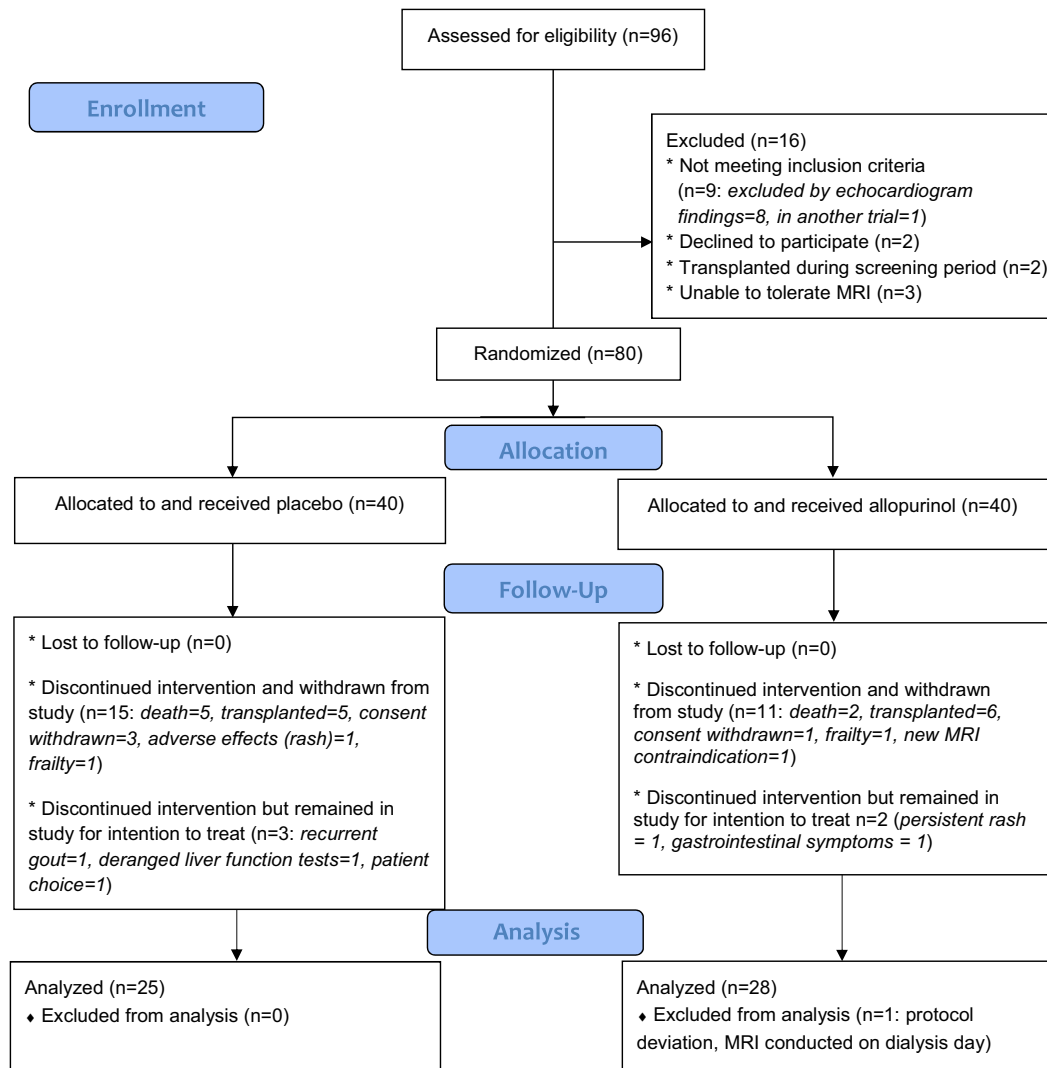 Assessed for eligibility (n=96)
Enrollment
Excluded (n=16)
* Not meeting inclusion criteria
(n=9: excluded by echocardiogram
findings=8, in another trial=1)
* Declined to participate (n=2)
* Transplanted during screening period (n=2)
* Unable to tolerate MRI (n=3)
Randomized (n=80)
Allocation
Allocated to and received placebo (n=40)
Allocated to and received allopurinol (n=40)
Follow-Up
* Lost to follow-up (n=0)
* Discontinued intervention and withdrawn from
study (n=15: death=5, transplanted=5, consent
withdrawn=3, adverse effects (rash)=1,
frailty=1)
* Discontinued intervention but remained in
study for intention to treat (n=3: recurrent
gout=1, deranged liver function tests=1, patient
choice=1)
* Lost to follow-up (n=0)
* Discontinued intervention and withdrawn
from study (n=11: death=2, transplanted=6,
consent withdrawn=1, frailty=1, new MRI
contraindication=1)
* Discontinued intervention but remained in
study for intention to treat n=2 (persistent rash
= 1, gastrointestinal symptoms = 1)
Analysis
Analyzed (n=25)
♦ Excluded from analysis (n=0)
Analyzed (n=28)
♦ Excluded from analysis (n=1: protocol
deviation, MRI conducted on dialysis day)